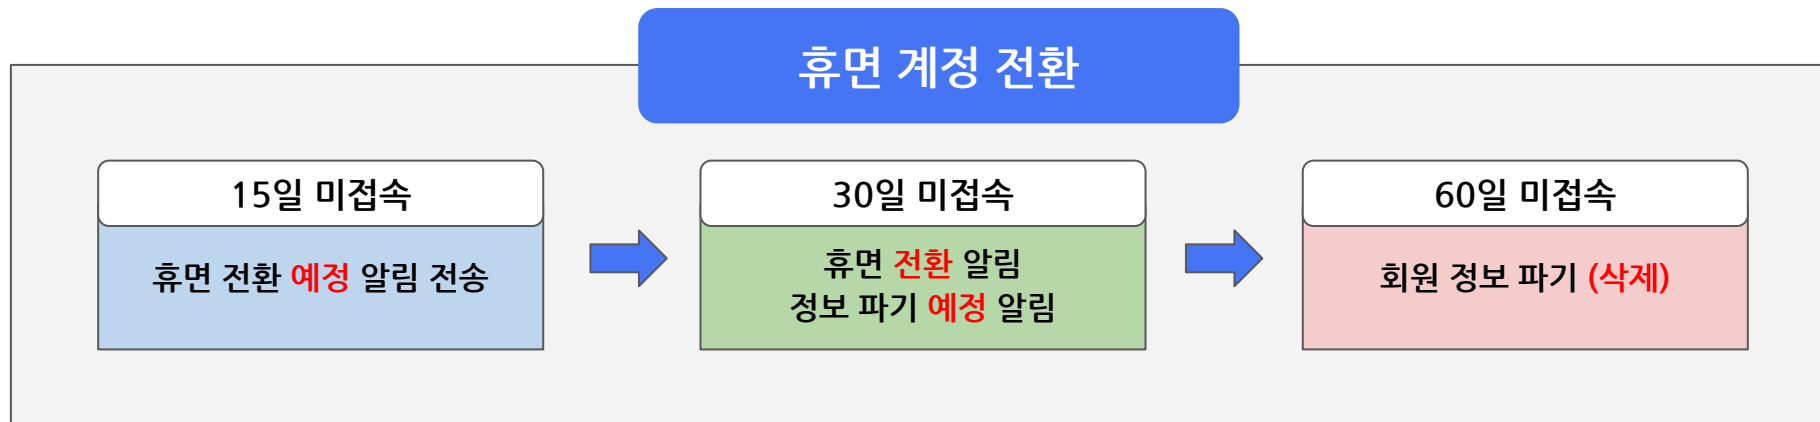 휴면 계정 전환
15일 미접속
휴면 전환 예정 알림 전송
30일 미접속
휴면 전환 알림
정보 파기 예정 알림
60일 미접속
회원 정보 파기 (삭제)